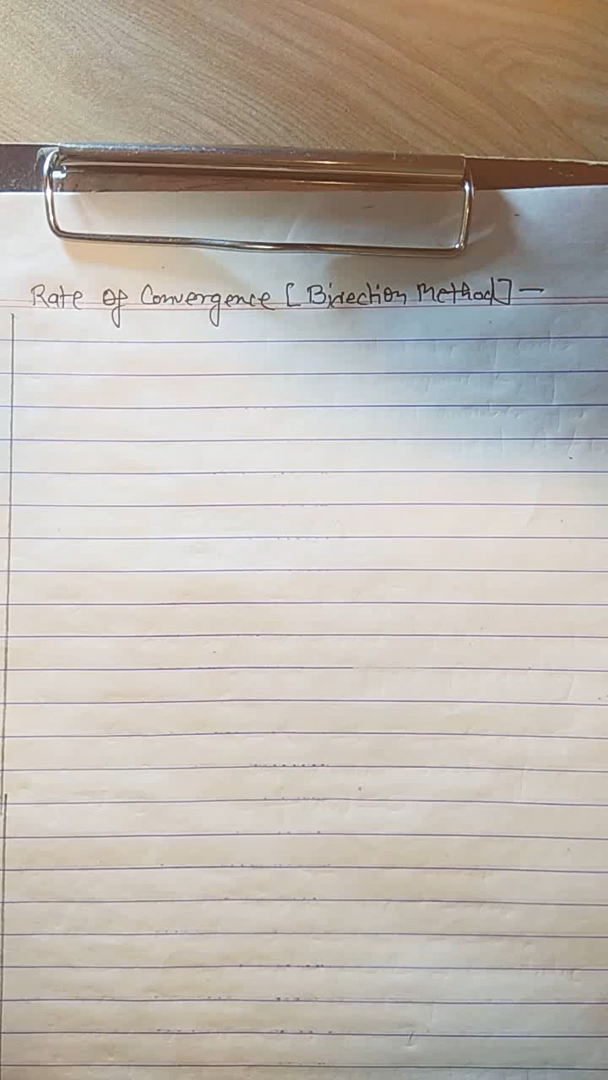 Rate of Convergence [Bisection Method] —